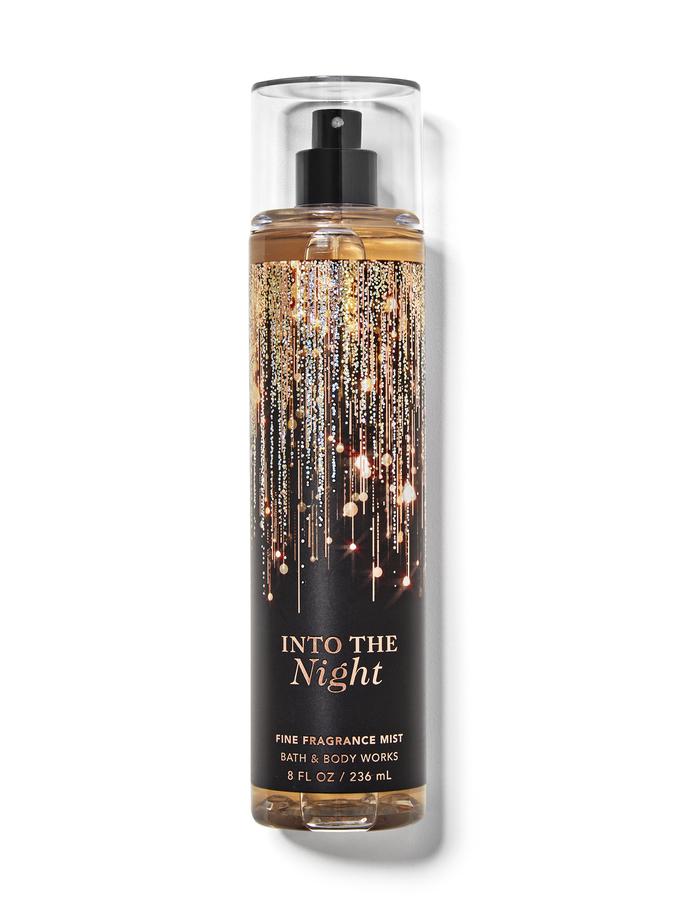 INTO THE
Night
FINE FRAGRANCE MIST
BATH & BODY WORKS
8 FL OZ / 236 mL